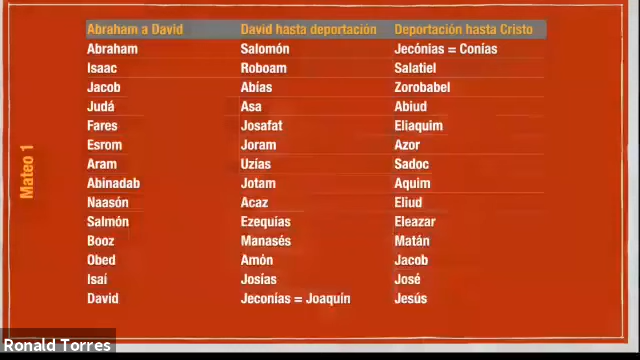 Mateo 1
Abraham a David David hasta deportación Deportación hasta Cristo
Abraham Salomón Jecónias = Conías
Isaac Roboam Salatiel
Jacob Abías Zorobabel
Judá Asa Abiud
Fares Josafat Eliaquim
Esrom Joram Azor
Aram Uzías Sadoc
Abinadab Jotam Aquim
Naasón Acaz Eliud
Salmón Ezequías Eleazar
Booz Manasés Matán
Obed Amón Jacob
Isaí Josías José
David Jeconías = Joaquín Jesús
Ronald Torres